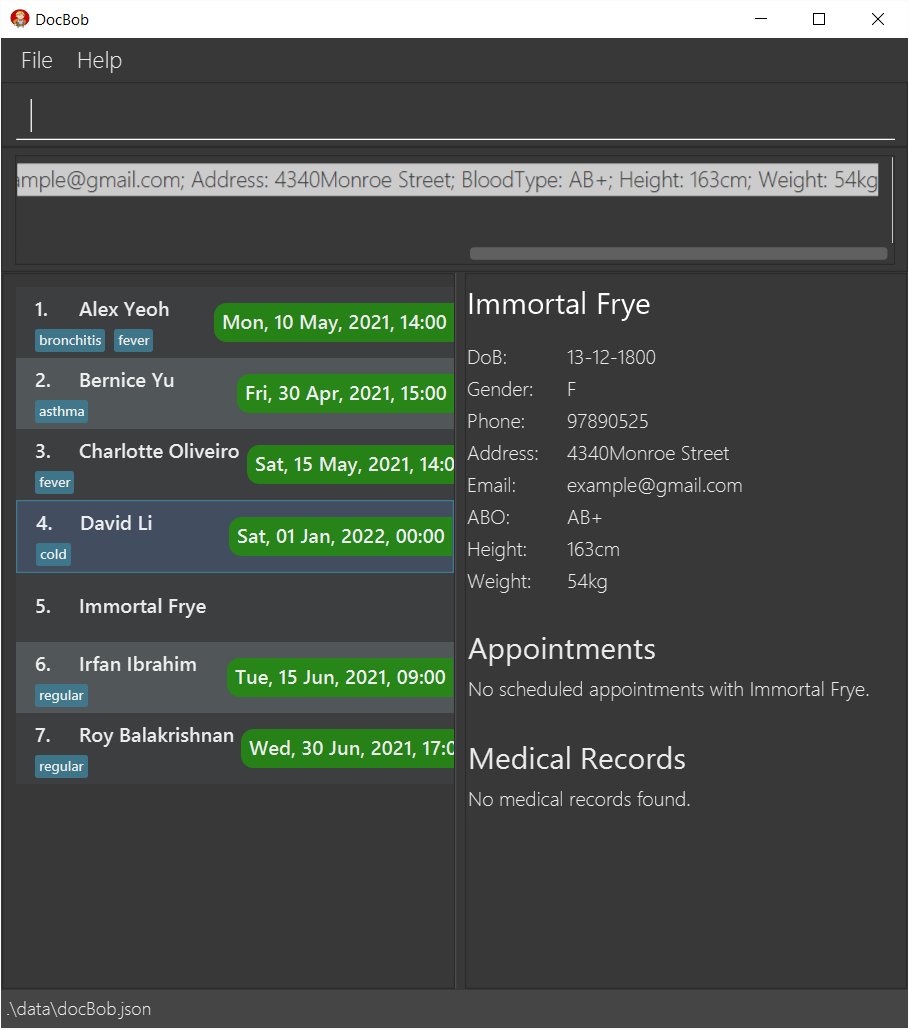 DocBob
File Help
ample@gmail.com; Address: 4340Monroe Street; BloodType: AB+; Height: 163cm; Weight: 54kg
1. Alex Yeoh
Mon, 10 May, 2021, 14:00
bronchitis fever
2. Bernice Yu
Fri, 30 Apr, 2021, 15:00
asthma
3. Charlotte Oliveiro
Sat, 15 May, 2021, 14:0
fever
4. David Li
Sat, 01 Jan, 2022, 00:00
cold
5. Immortal Frye
6. Irfan Ibrahim
Tue, 15 Jun, 2021, 09:00
regular
7. Roy Balakrishnan
Wed, 30 Jun, 2021, 17:0
regular
Immortal Frye
DoB: 13-12-1800
Gender: F
Phone: 97890525
Address: 4340Monroe Street
Email: example@gmail.com
ABO: AB+
Height: 163cm
Weight: 54kg
Appointments
No scheduled appointments with Immortal Frye.
Medical Records
No medical records found.
.\data\docBob.json